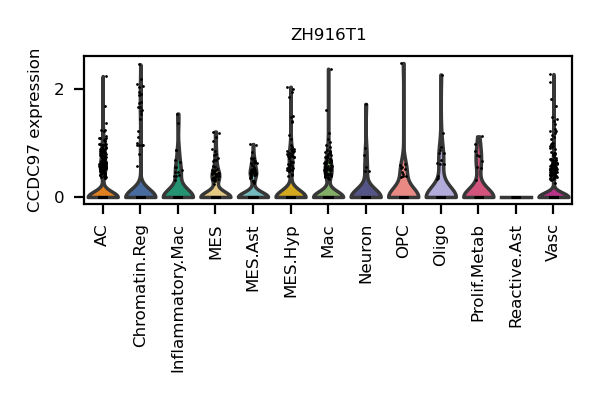 ZH916T1
CCDC97 expression
2
0
AC
Chromatin.Reg
Inflammatory.Mac
MES
MES.Ast
MES.Hyp
Mac
Neuron
OPC
Oligo
Prolif.Metab
Reactive.Ast
Vasc